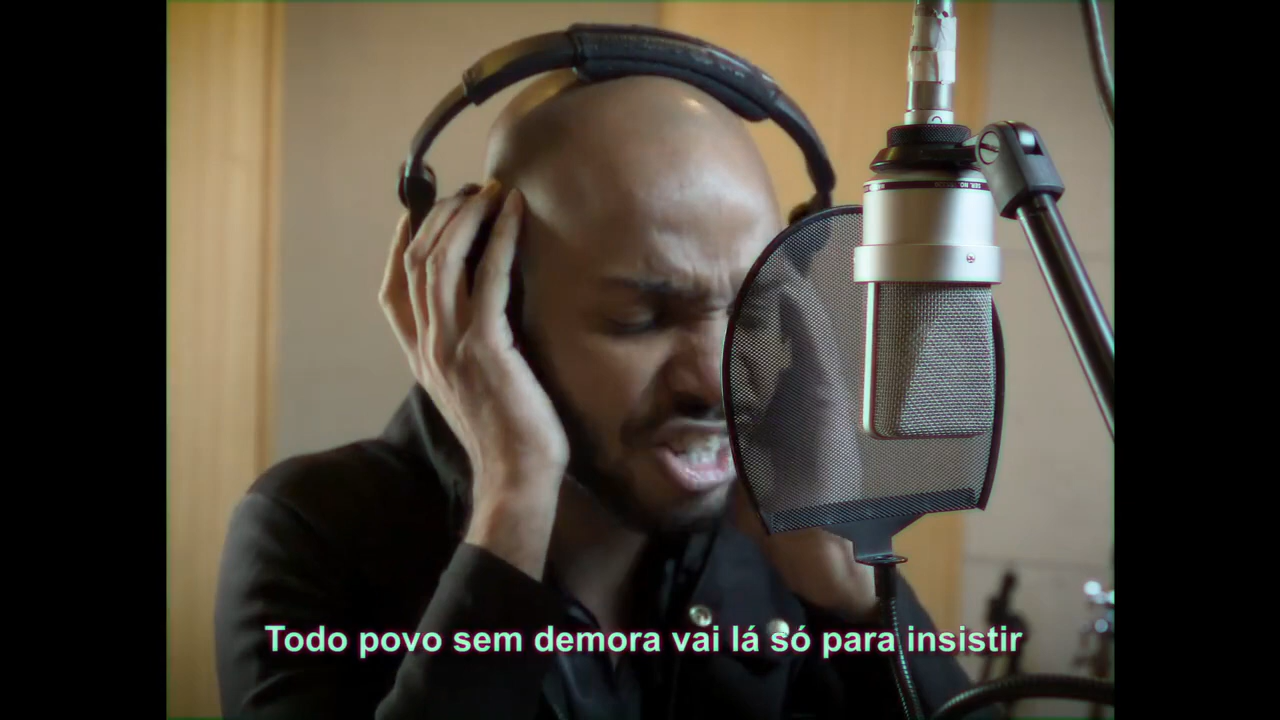 Todo povo sem demora vai lá só para insistir